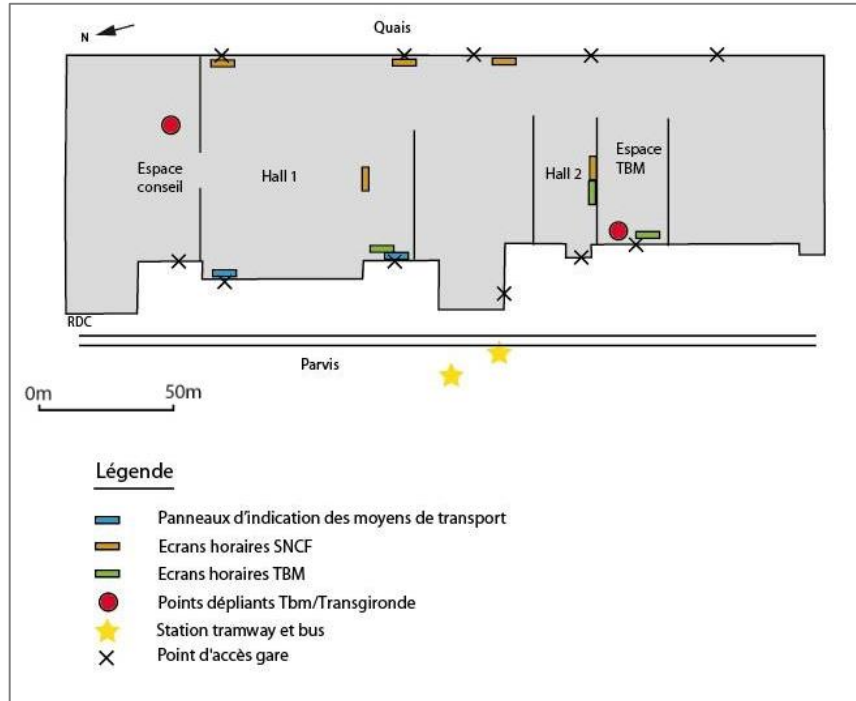 N
Quais
Espace
conseil
Hall 1
Hall 2
Espace
TBM
RDC
Parvis
0m
50m
Légende
Panneaux d'indication des moyens de transport
Ecrans horaires SNCF
Ecrans horaires TBM
Points dépliants Tbm/Transgironde
Station tramway et bus
Point d'accès gare